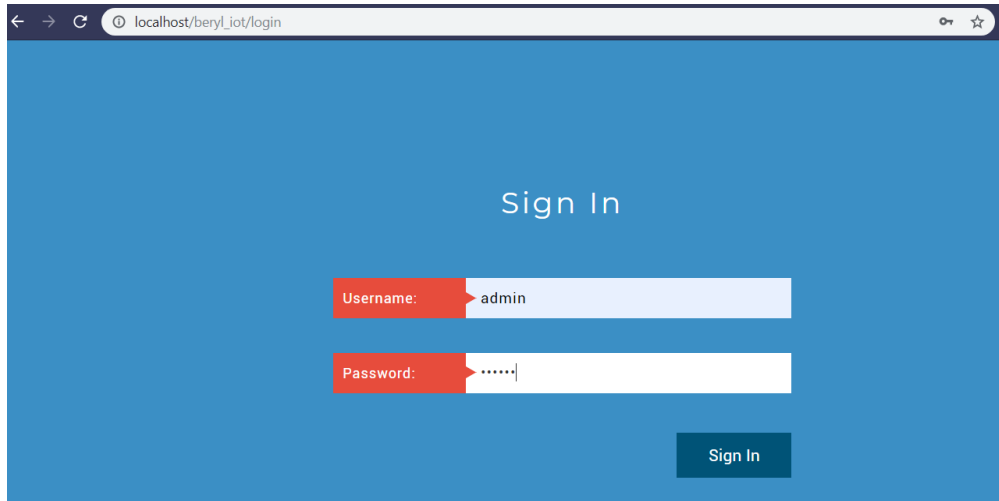 localhost/beryl_iot/login
Sign In
Username: admin
Password: ••••••
Sign In